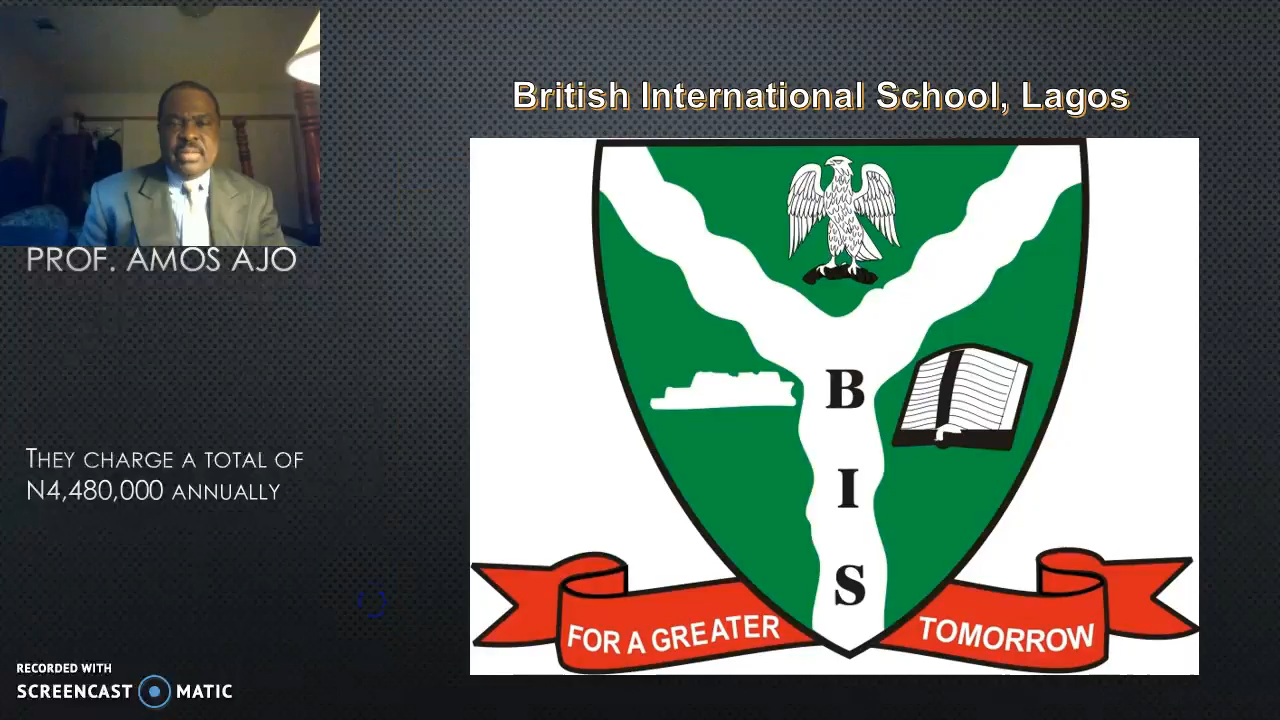 British International School, Lagos
PROF. AMOS AJO
THEY CHARGE A TOTAL OF
N4,480,000 ANNUALLY
B
I
S
FOR A GREATER TOMORROW
RECORDED WITH
SCREENCAST MATIC